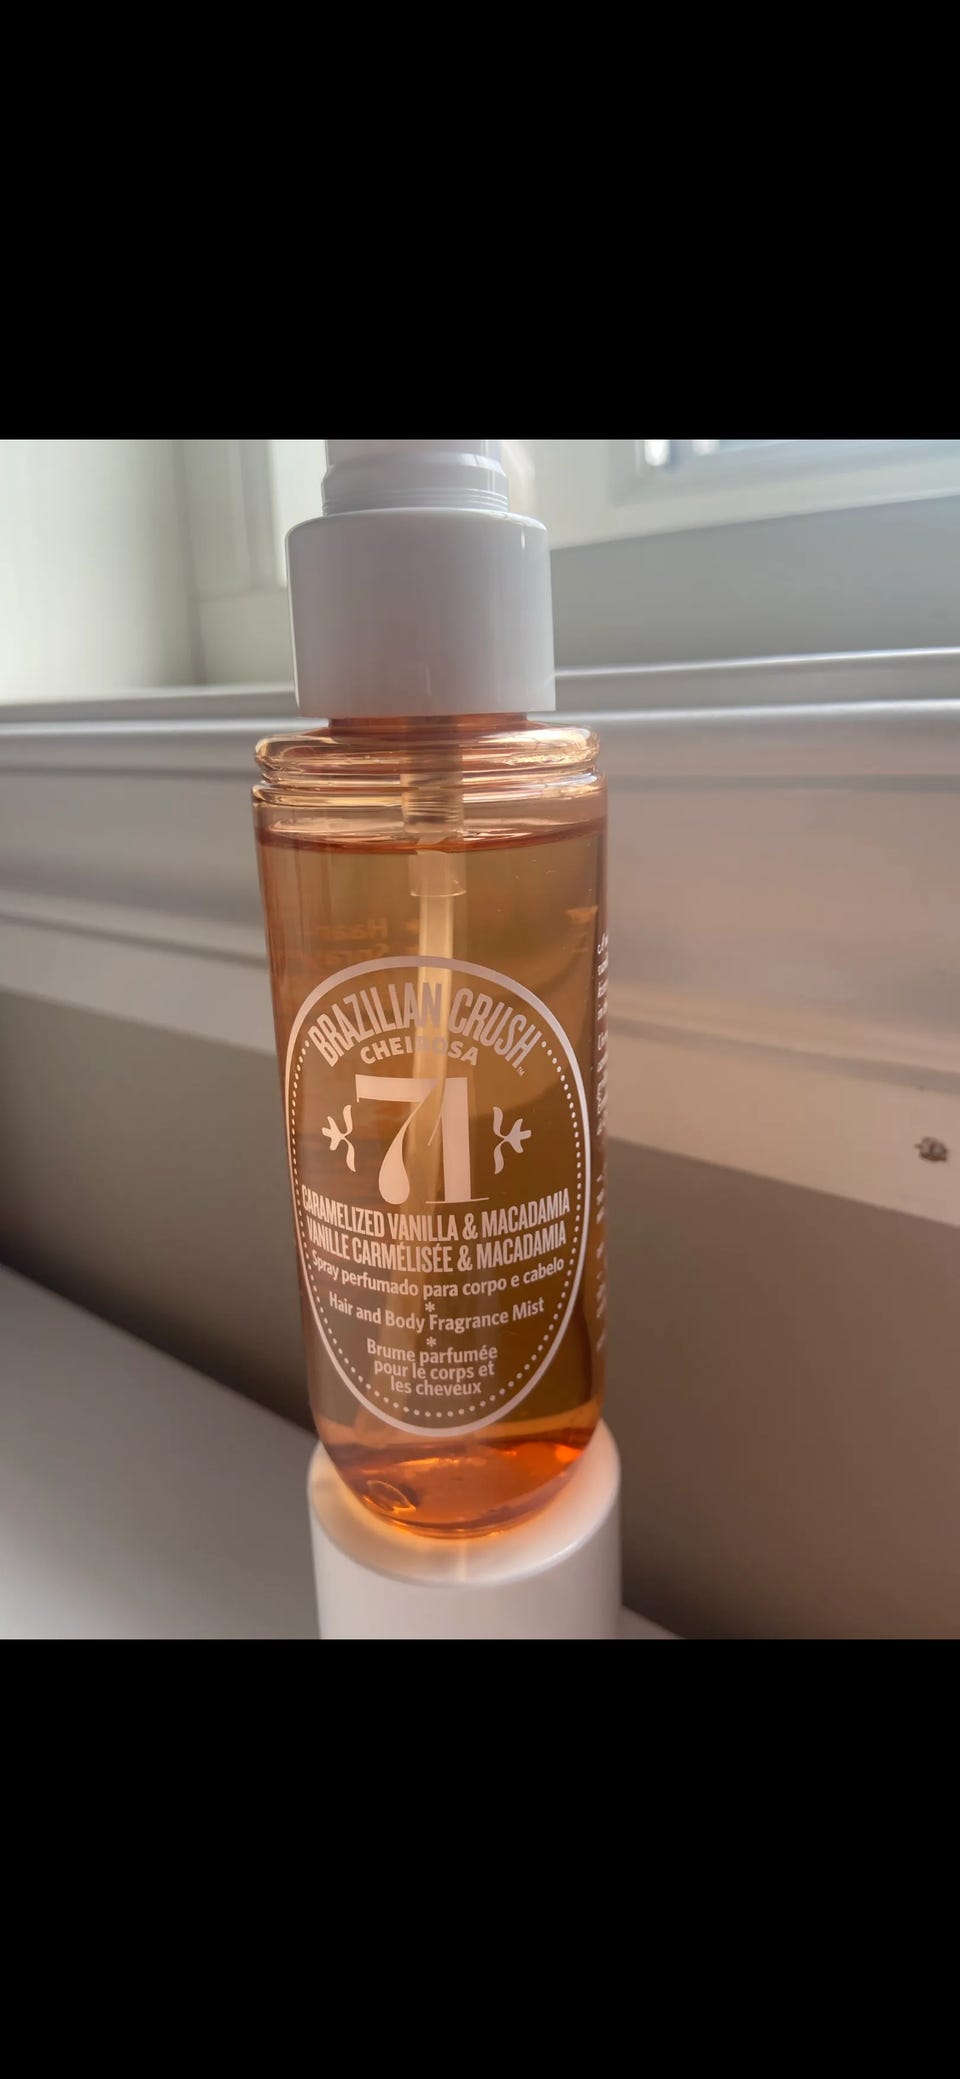 BRAZILIAN CRUSH™
CHEIROSA
71
CARAMELIZED VANILLA & MACADAMIA
VANILLE CARMÉLISÉE & MACADAMIA
Spray perfumado para corpo e cabelo
*
Hair and Body Fragrance Mist
*
Brume parfumée
pour le corps et
les cheveux